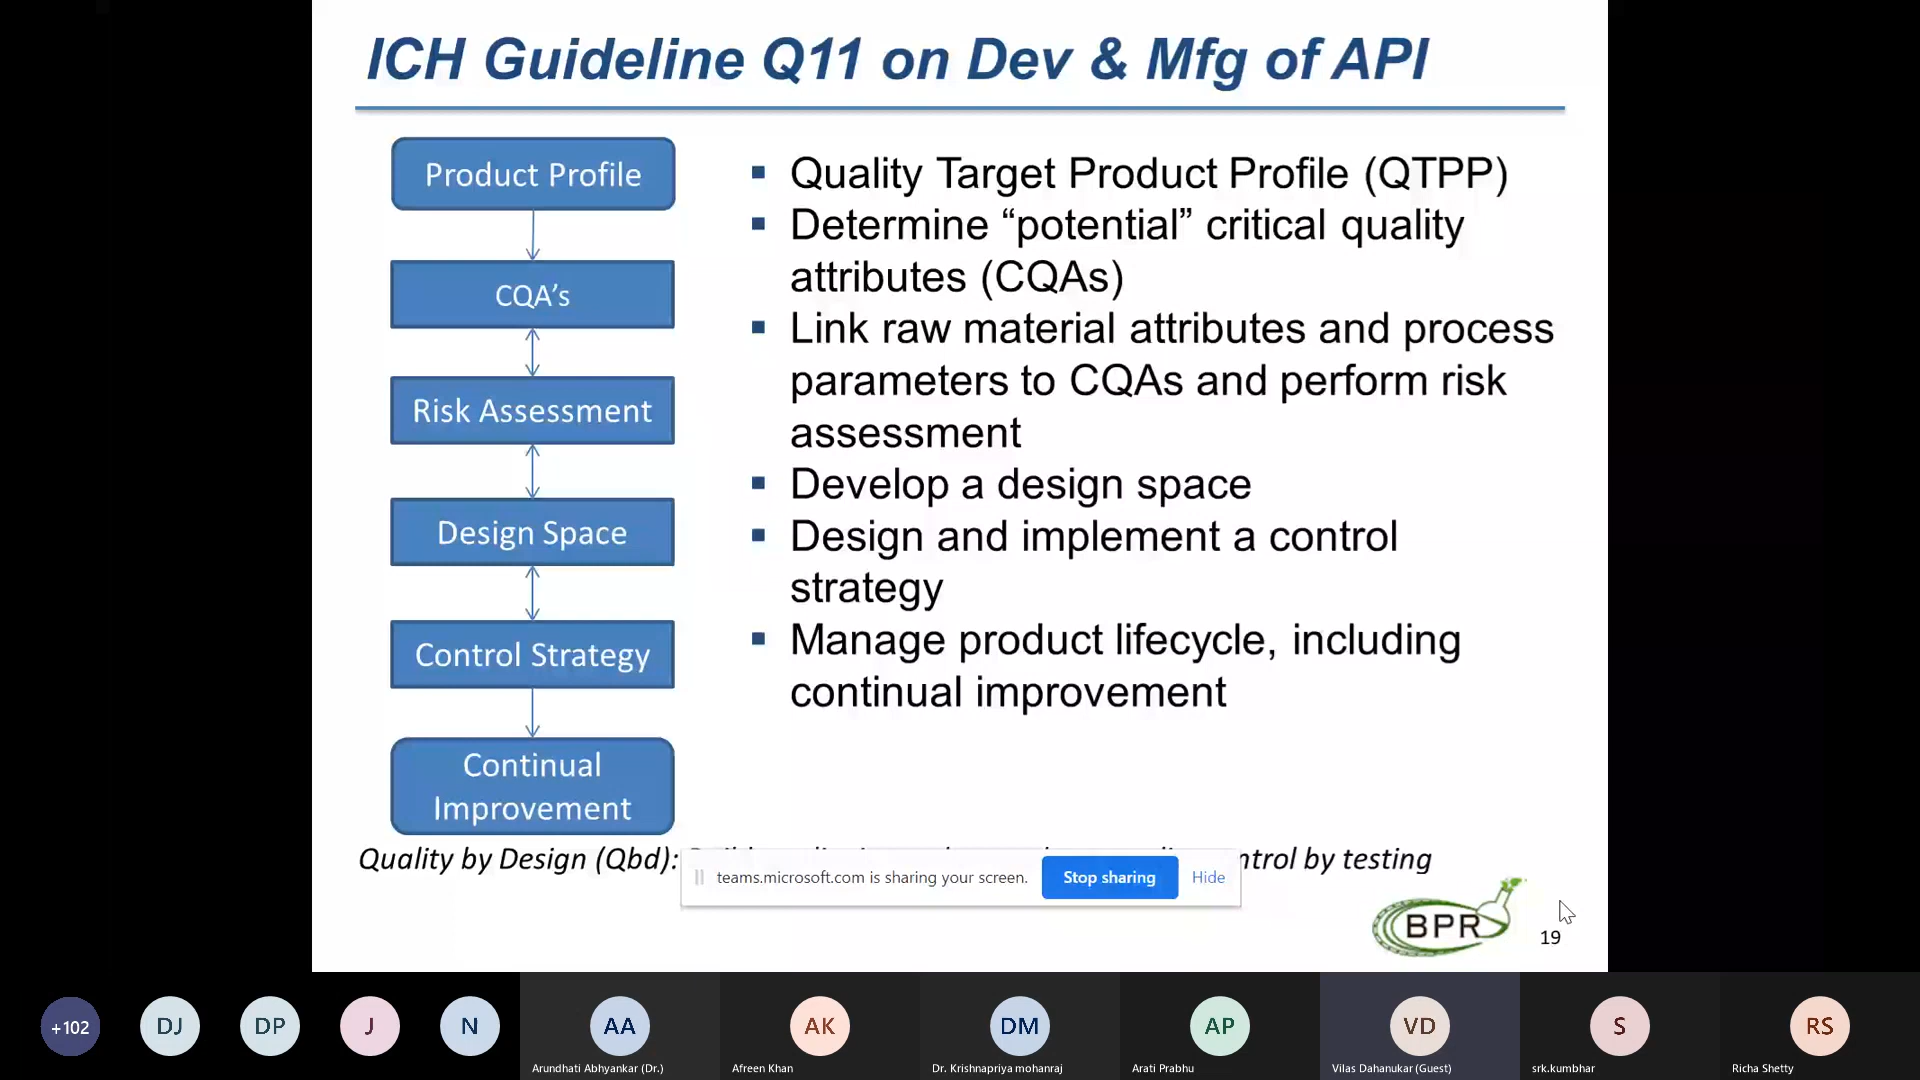 ICH Guideline Q11 on Dev & Mfg of API
Product Profile
CQA’s
Risk Assessment
Design Space
Control Strategy
Continual
Improvement
▪ Quality Target Product Profile (QTPP)
▪ Determine “potential” critical quality
attributes (CQAs)
▪ Link raw material attributes and process
parameters to CQAs and perform risk
assessment
▪ Develop a design space
▪ Design and implement a control
strategy
▪ Manage product lifecycle, including
continual improvement
Quality by Design (Qbd): by testing
teams.microsoft.com is sharing your screen. Stop sharing Hide
BPR
19
+102 DJ DP J N AA AK DM AP VD S RS
Arundhati Abhyankar (Dr.) Afreen Khan Dr. Krishnapriya mohanraj Arati Prabhu Vilas Dahanukar (Guest) srk.kumbhar Richa Shetty